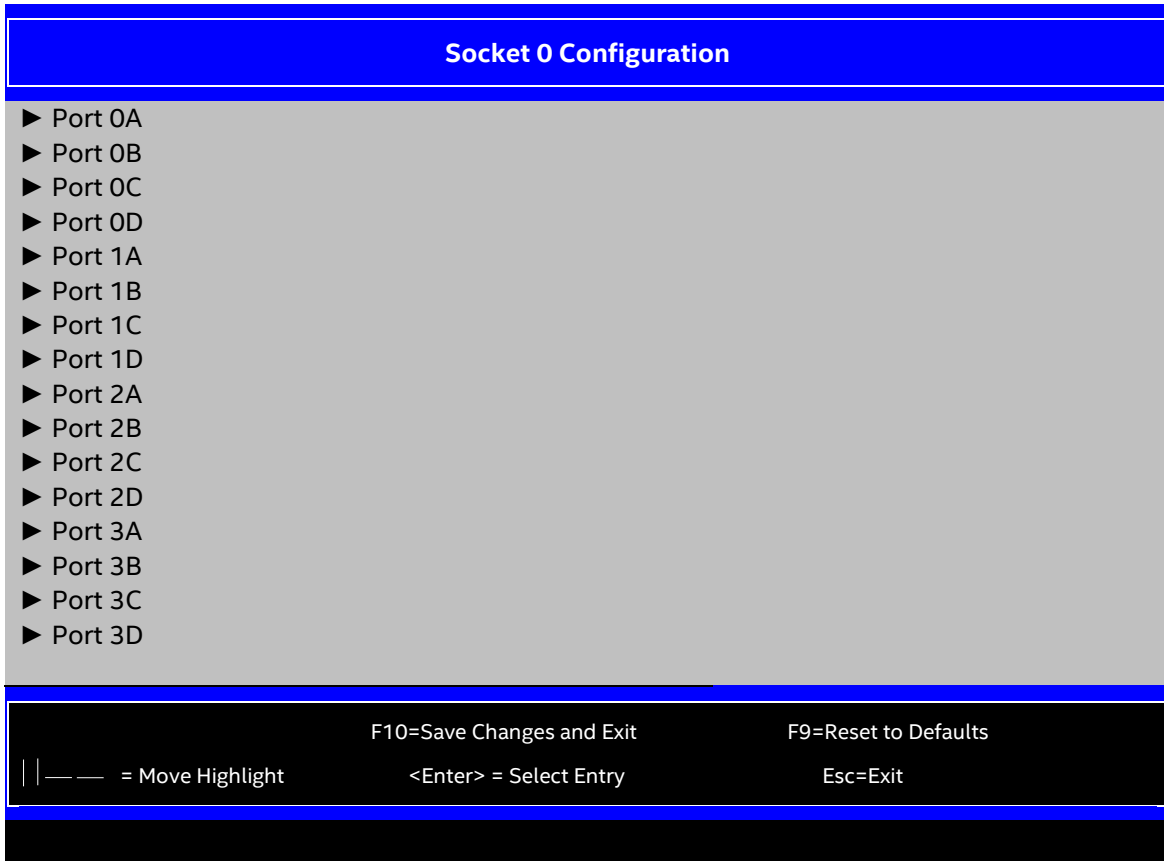 Socket 0 Configuration
► Port 0A
► Port 0B
► Port 0C
► Port 0D
► Port 1A
► Port 1B
► Port 1C
► Port 1D
► Port 2A
► Port 2B
► Port 2C
► Port 2D
► Port 3A
► Port 3B
► Port 3C
► Port 3D
F10=Save Changes and Exit F9=Reset to Defaults
= Move Highlight <Enter> = Select Entry Esc=Exit